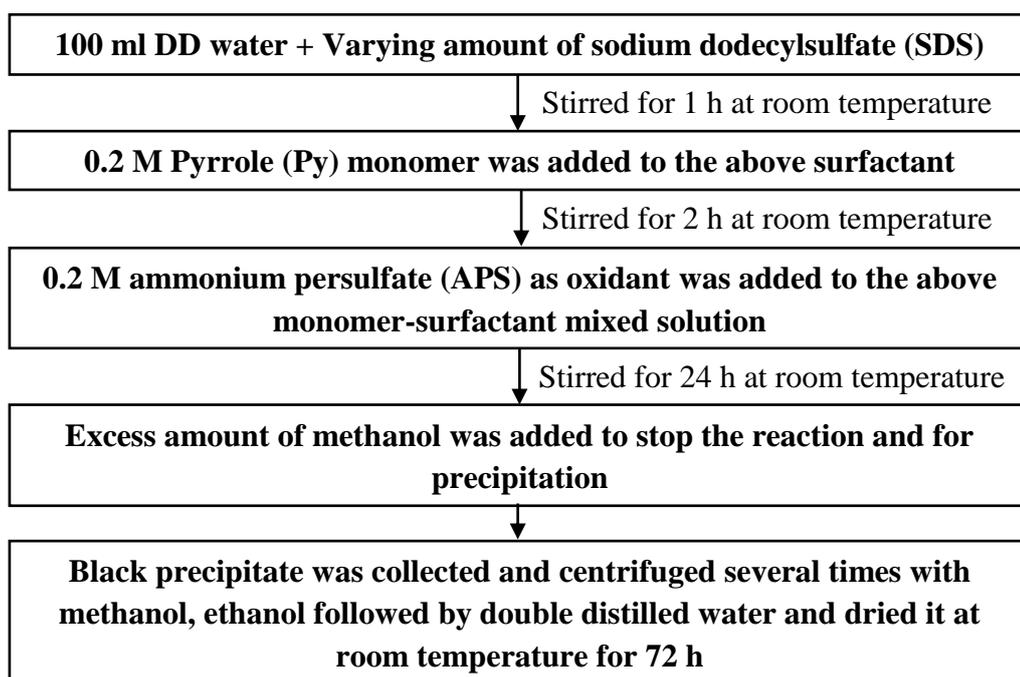 100 ml DD water + Varying amount of sodium dodecylsulfate (SDS)
Stirred for 1 h at room temperature
0.2 M Pyrrole (Py) monomer was added to the above surfactant
Stirred for 2 h at room temperature
0.2 M ammonium persulfate (APS) as oxidant was added to the above
monomer-surfactant mixed solution
Stirred for 24 h at room temperature
Excess amount of methanol was added to stop the reaction and for
precipitation
Black precipitate was collected and centrifuged several times with
methanol, ethanol followed by double distilled water and dried it at
room temperature for 72 h